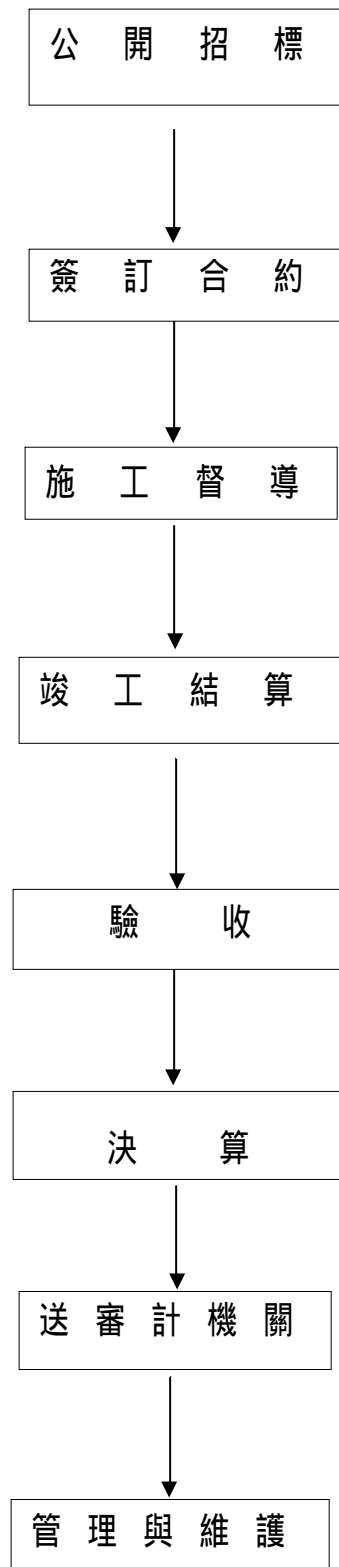 公開招標
簽訂合約
施工督導
竣工結算
驗收
決算
送審計機關
管理與維護